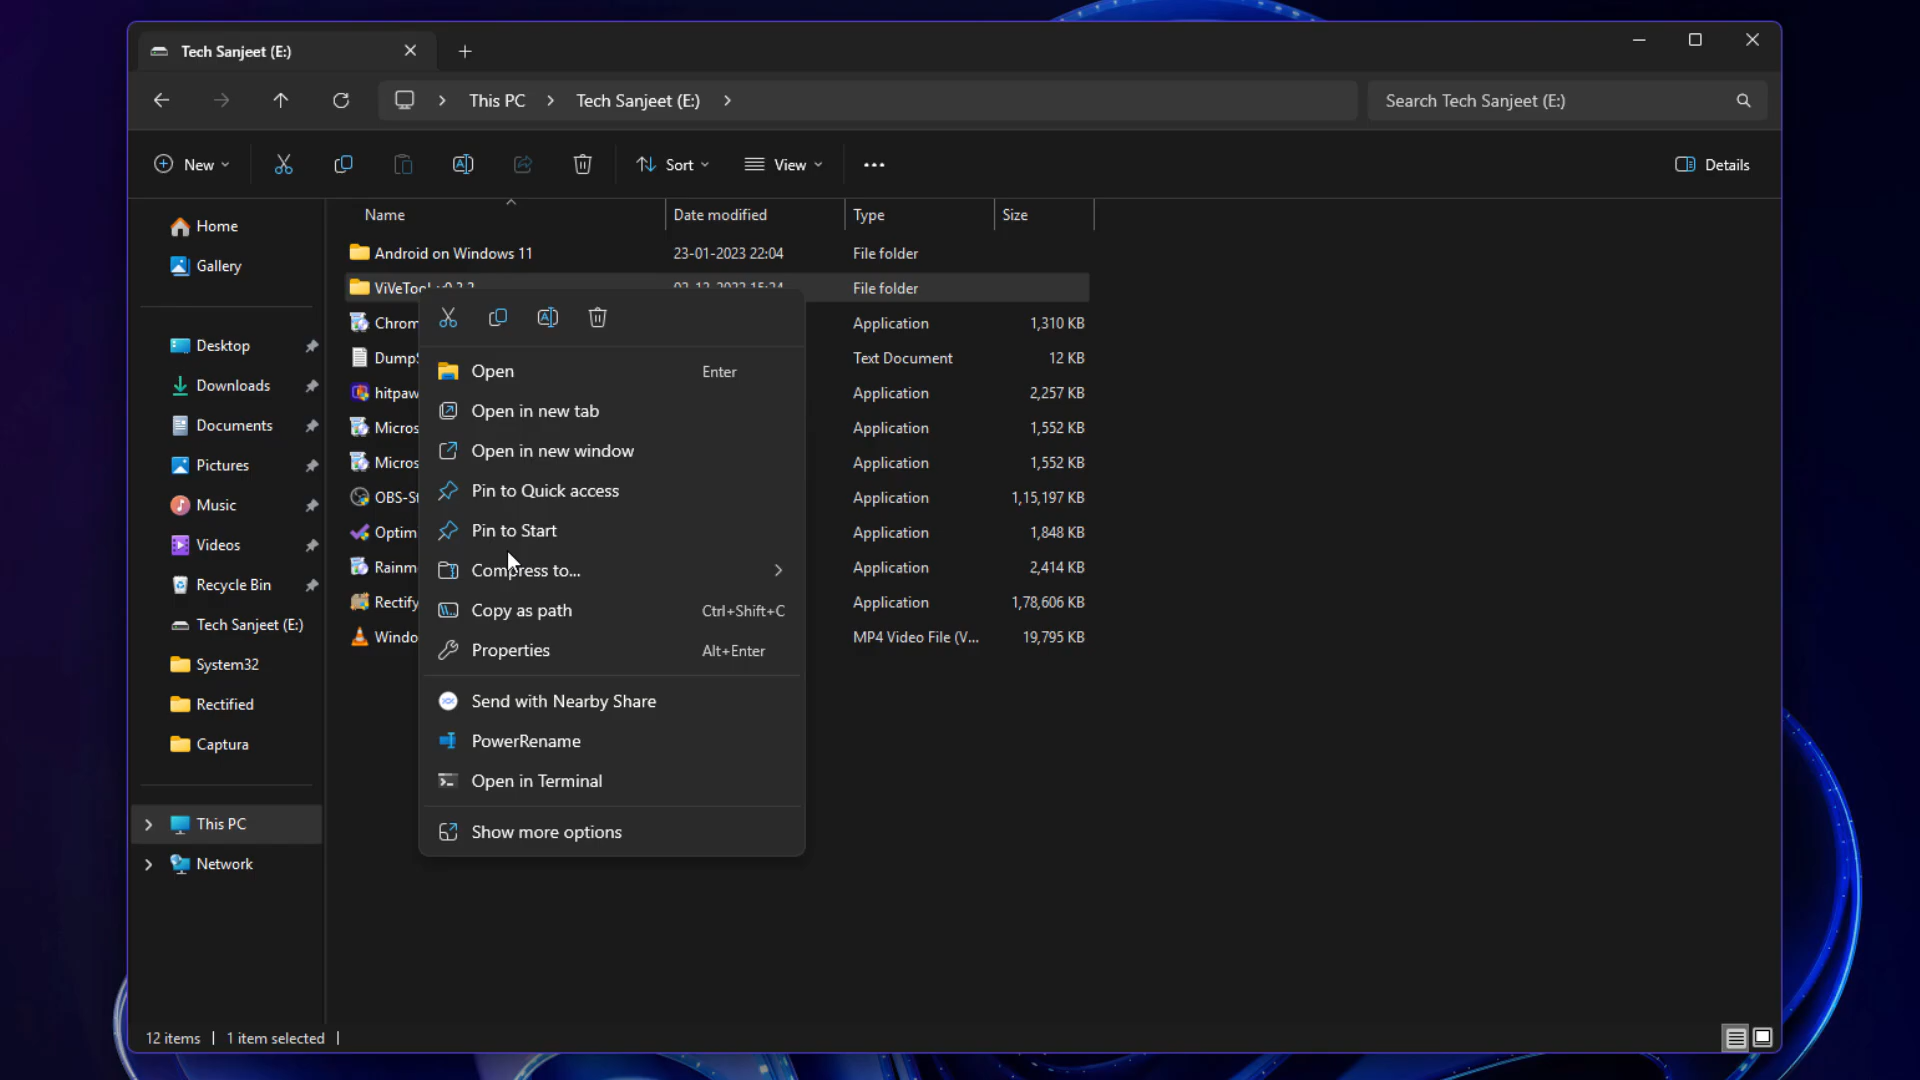 Tech Sanjeet (E:)
This PC > Tech Sanjeet (E:) >
Search Tech Sanjeet (E:)
New
Sort
View
Details
Name Date modified Type Size
Home
Gallery
Desktop
Downloads
Documents
Pictures
Music
Videos
Recycle Bin
Tech Sanjeet (E:)
System32
Rectified
Captura
This PC
Network
Android on Windows 11 23-01-2023 22:04 File folder
File folder
Chrom Application 1,310 KB
DumpS Text Document 12 KB
hitpaw Application 2,257 KB
Micros Application 1,552 KB
Micros Application 1,552 KB
OBS-St Application 1,15,197 KB
Optim Application 1,848 KB
Rainm Application 2,414 KB
Rectify Application 1,78,606 KB
Windo MP4 Video File (V... 19,795 KB
Open Enter
Open in new tab
Open in new window
Pin to Quick access
Pin to Start
Compress to...
Copy as path Ctrl+Shift+C
Properties Alt+Enter
Send with Nearby Share
PowerRename
Open in Terminal
Show more options
12 items | 1 item selected |